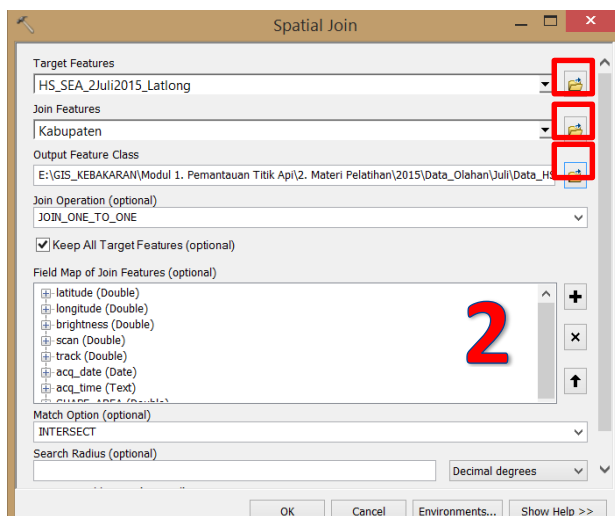 Spatial Join
Target Features
HS_SEA_2Juli2015_Latlong
Join Features
Kabupaten
Output Feature Class
E:\GIS_KEBAKARAN\Modul 1. Pemantauan Titik Api\2. Materi Pelatihan\2015\Data_Olahan\Juli\Data_HS
Join Operation (optional)
JOIN_ONE_TO_ONE
Keep All Target Features (optional)
Field Map of Join Features (optional)
latitude (Double)
longitude (Double)
brightness (Double)
scan (Double)
track (Double)
acq_date (Date)
acq_time (Text)
2
Match Option (optional)
INTERSECT
Search Radius (optional)
Decimal degrees
OK Cancel Environments... Show Help >>